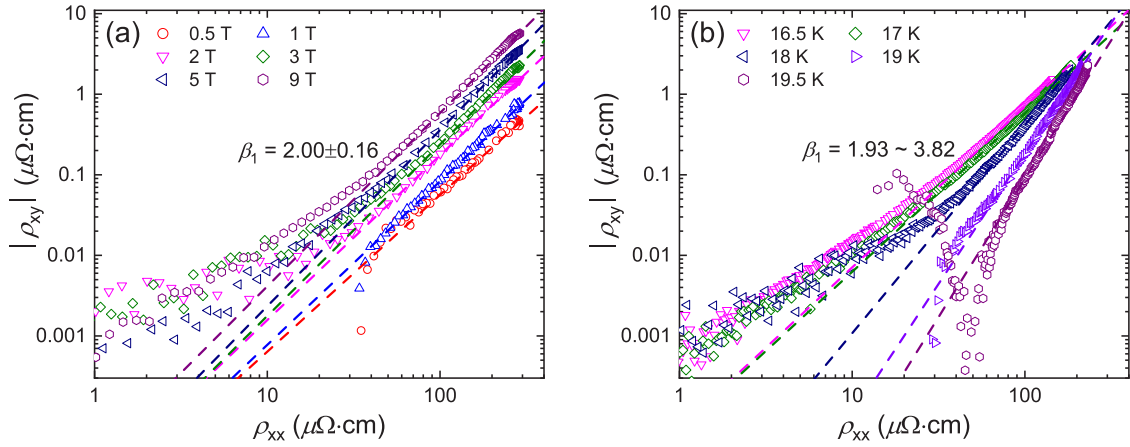 (a)
0.5 T 1 T
2 T 3 T
5 T 9 T
β₁ = 2.00±0.16
10
1
0.1
0.01
0.001
|ρxy| (μΩ·cm)
1 10 100
ρxx (μΩ·cm)
(b)
16.5 K 17 K
18 K 19 K
19.5 K
β₁ = 1.93 ~ 3.82
10
1
0.1
0.01
0.001
|ρxy| (μΩ·cm)
1 10 100
ρxx (μΩ·cm)